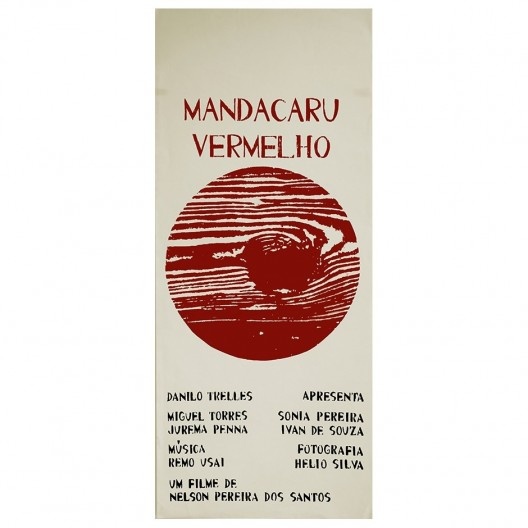 MANDACARU
VERMELHO
DANILO TRELLES APRESENTA
MIGUEL TORRES SONIA PEREIRA
JUREMA PENNA IVAN DE SOUZA
MÚSICA FOTOGRAFIA
REMO USAI HELIO SILVA
UM FILME DE
NELSON PEREIRA DOS SANTOS